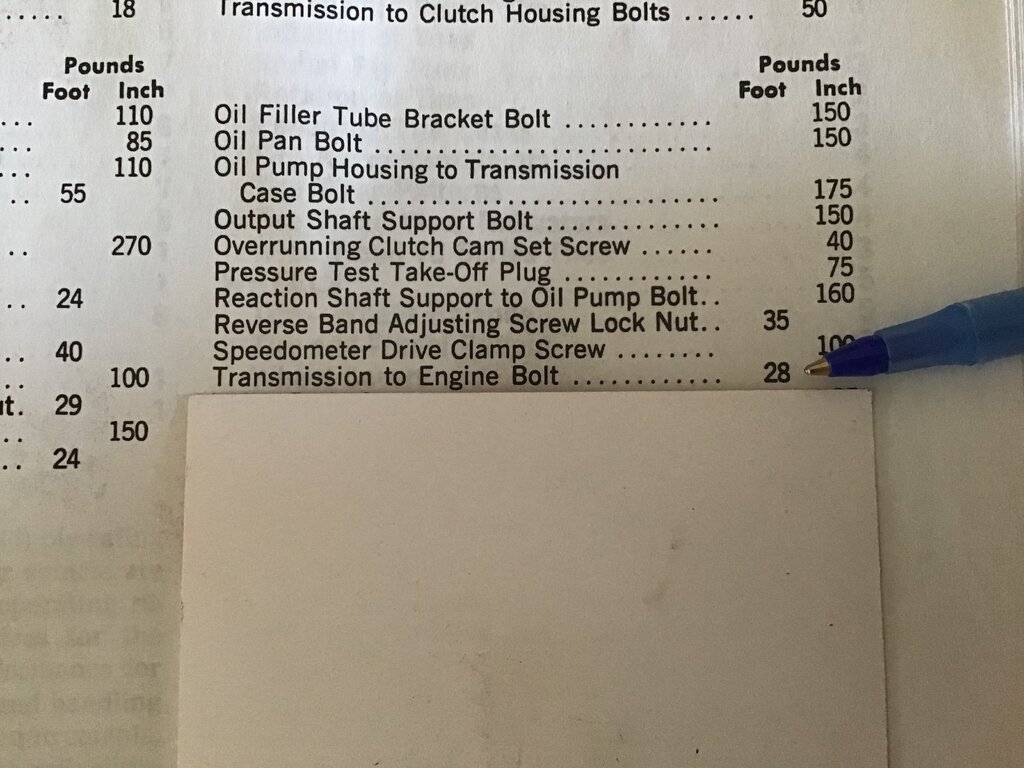 18 Transmission to Clutch Housing Bolts ...... 50
Pounds
Foot Inch
... 110
... 85
... 110
.. 55
.. 270
.. 24
.. 40
.. 100
29
.. 150
.. 24
Pounds
Foot Inch
Oil Filler Tube Bracket Bolt ............ 150
Oil Pan Bolt ............................ 150
Oil Pump Housing to Transmission
Case Bolt ............................ 175
Output Shaft Support Bolt .............. 150
Overrunning Clutch Cam Set Screw ...... 40
Pressure Test Take-Off Plug ............ 75
Reaction Shaft Support to Oil Pump Bolt.. 160
Reverse Band Adjusting Screw Lock Nut.. 35
Speedometer Drive Clamp Screw ........ 100
Transmission to Engine Bolt ............ 28